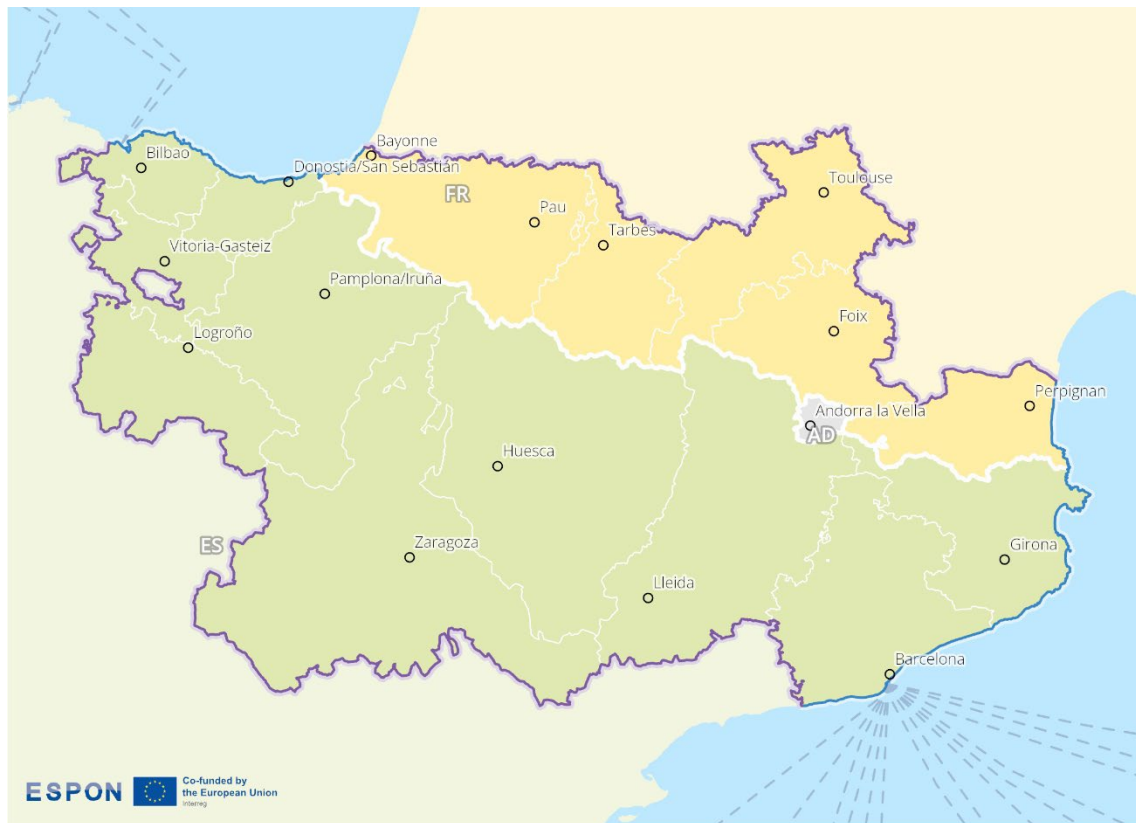 Bayonne
Bilbao
Donostia/San Sebastián
Toulouse
FR
Pau
Tarbes
Vitoria-Gasteiz
Pamplona/Iruña
Foix
Logroño
Perpignan
Andorra la Vella
AD
Huesca
ES
Zaragoza
Girona
Lleida
Barcelona
ESPON
Co-funded by
the European Union
Interreg